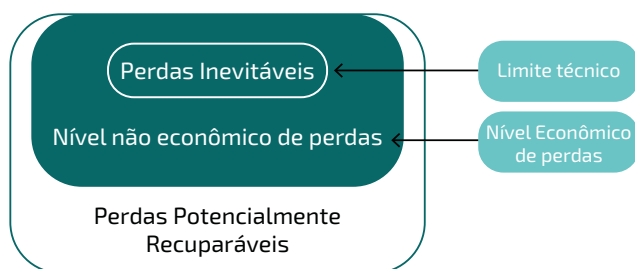 Perdas Inevitáveis
Limite técnico
Nível não econômico de perdas
Nível Econômico
de perdas
Perdas Potencialmente
Recuparáveis